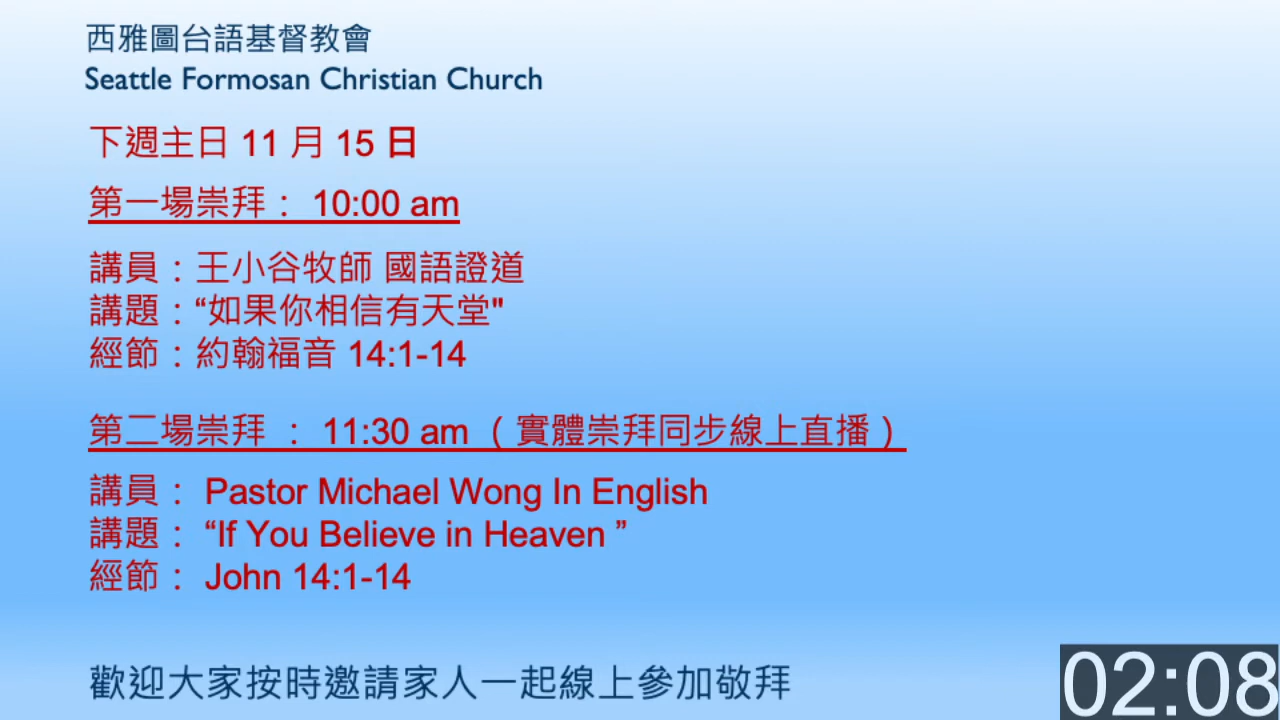 西雅圖台語基督教會
Seattle Formosan Christian Church
下週主日 11 月 15 日
第一場崇拜： 10:00 am
講員：王小谷牧師 國語證道
講題：“如果你相信有天堂"
經節：約翰福音 14:1-14
第二場崇拜 ： 11:30 am （實體崇拜同步線上直播）
講員： Pastor Michael Wong In English
講題： “If You Believe in Heaven ”
經節： John 14:1-14
歡迎大家按時邀請家人一起線上參加敬拜
02:08